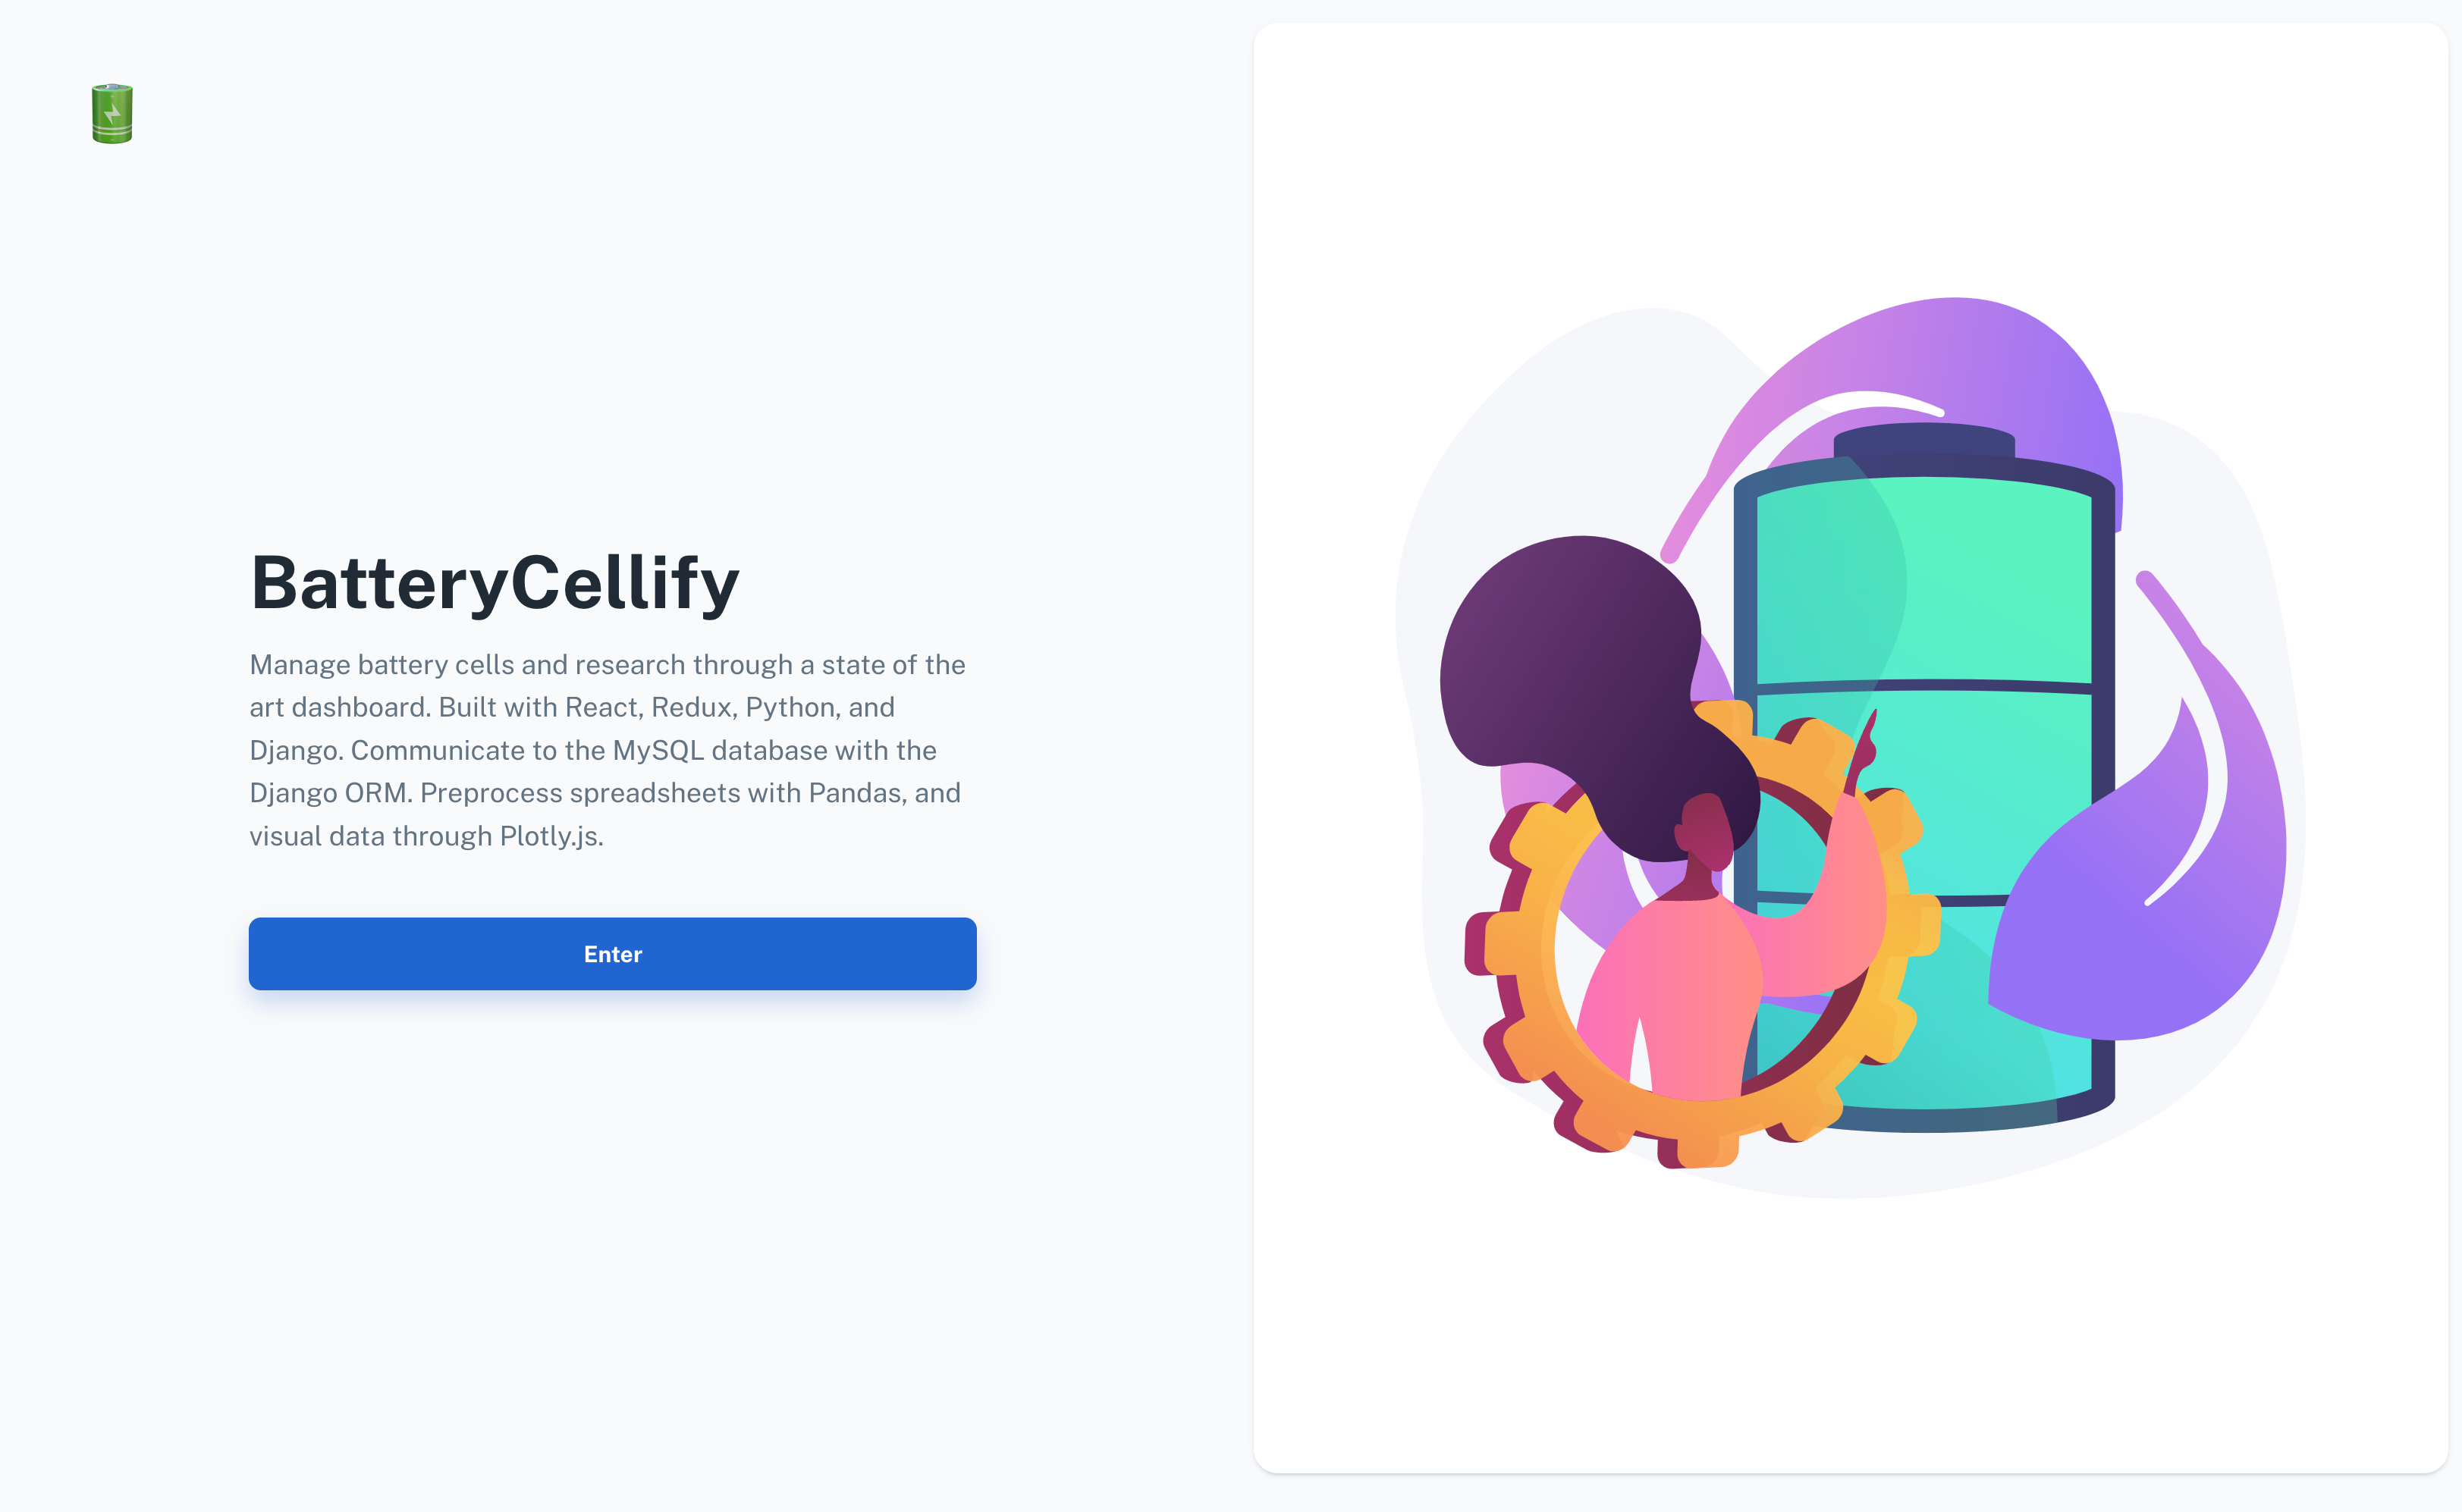 BatteryCellify
Manage battery cells and research through a state of the
art dashboard. Built with React, Redux, Python, and
Django. Communicate to the MySQL database with the
Django ORM. Preprocess spreadsheets with Pandas, and
visual data through Plotly.js.
Enter